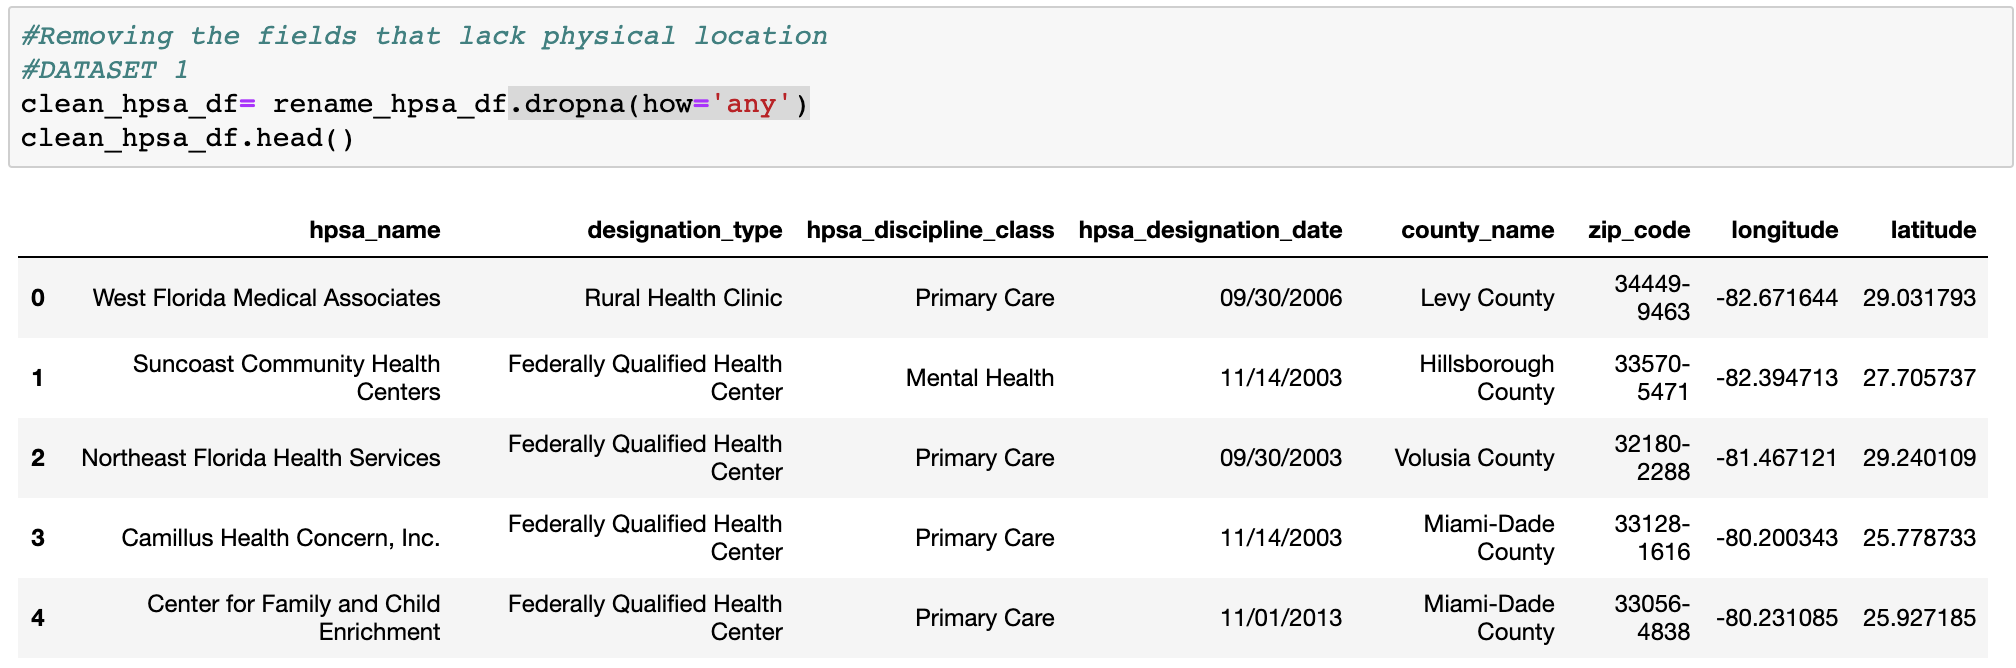 #Removing the fields that lack physical location
#DATASET 1
clean_hpsa_df= rename_hpsa_df.dropna(how='any')
clean_hpsa_df.head()
hpsa_name designation_type hpsa_discipline_class hpsa_designation_date county_name zip_code longitude latitude
0 West Florida Medical Associates Rural Health Clinic Primary Care 09/30/2006 Levy County 34449-9463 -82.671644 29.031793
1 Suncoast Community Health Centers Federally Qualified Health Center Mental Health 11/14/2003 Hillsborough County 33570-5471 -82.394713 27.705737
2 Northeast Florida Health Services Federally Qualified Health Center Primary Care 09/30/2003 Volusia County 32180-2288 -81.467121 29.240109
3 Camillus Health Concern, Inc. Federally Qualified Health Center Primary Care 11/14/2003 Miami-Dade County 33128-1616 -80.200343 25.778733
4 Center for Family and Child Enrichment Federally Qualified Health Center Primary Care 11/01/2013 Miami-Dade County 33056-4838 -80.231085 25.927185